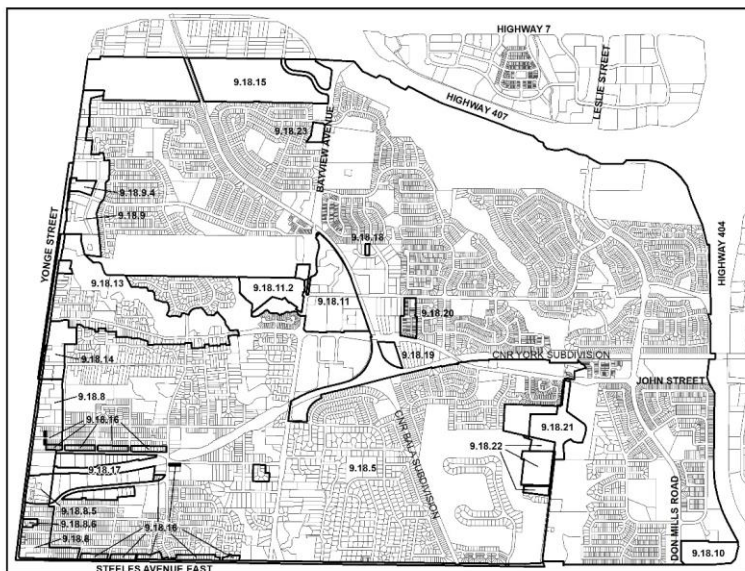 HIGHWAY 7
LESLIE STREET
9.18.15
HIGHWAY 407
9.18.23
BAYVIEW AVENUE
9.18.9.4
9.18.9
YONGE STREET
9.18.18
HIGHWAY 404
9.18.13
9.18.11.2
9.18.11
9.18.20
9.18.14
9.18.19
CNR YORK SUBDIVISION
JOHN STREET
9.18.8
9.18.16
CNR BALA SUBDIVISION
9.18.21
9.18.22
9.18.17
9.18.5
9.18.8.5
9.18.8.6
9.18.16
9.18.8
DON MILLS ROAD
9.18.10
STEELES AVENUE EAST